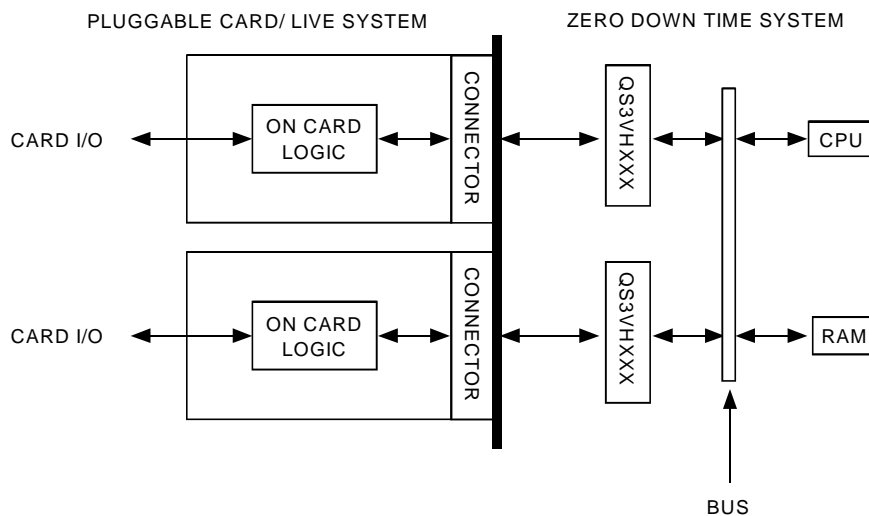 PLUGGABLE CARD/ LIVE SYSTEM
ZERO DOWN TIME SYSTEM
CARD I/O
ON CARD
LOGIC
CONNECTOR
QS3VHXXX
CPU
CARD I/O
ON CARD
LOGIC
CONNECTOR
QS3VHXXX
RAM
BUS